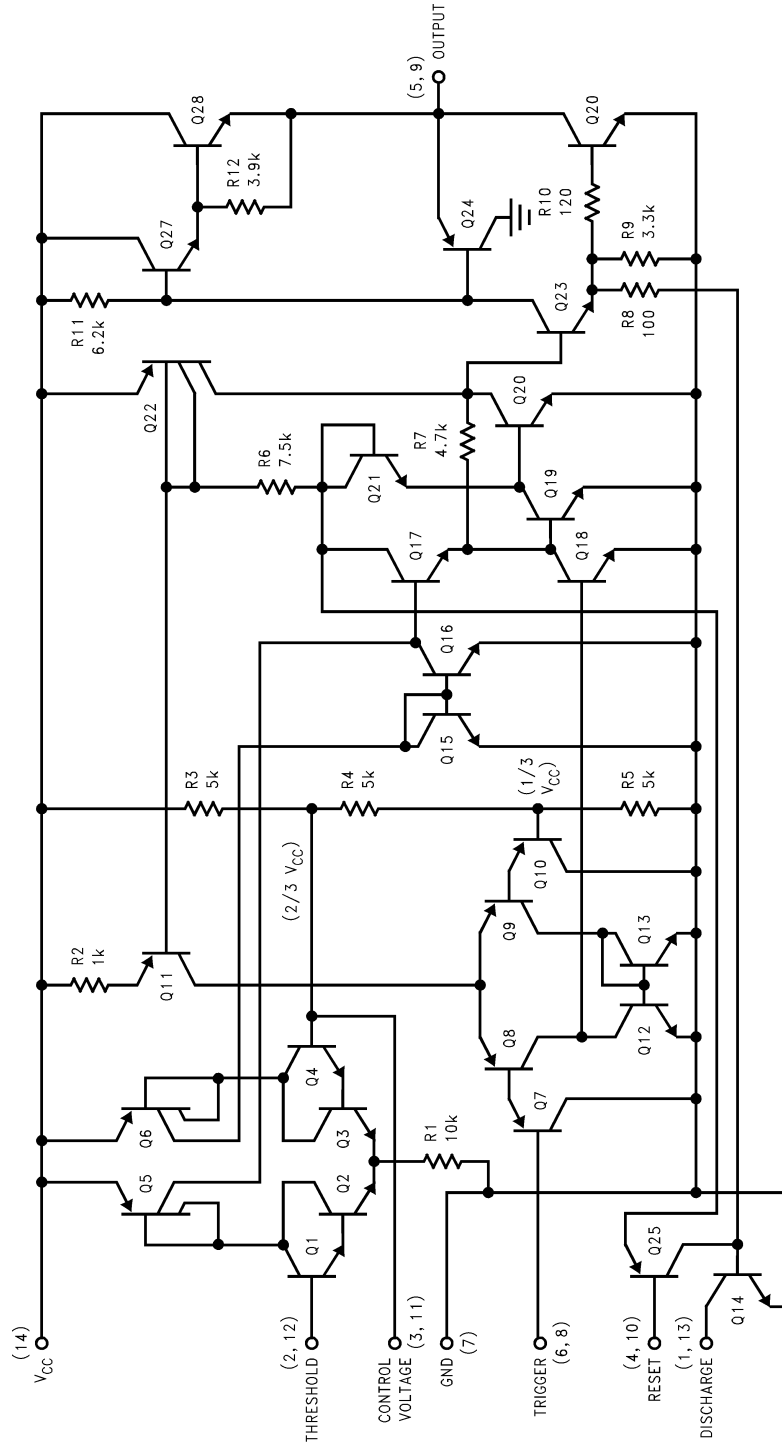 (14)
VCC
(2, 12)
THRESHOLD
CONTROL
VOLTAGE
(3, 11)
GND
(7)
TRIGGER
(6, 8)
(4, 10)
RESET
(1, 13)
DISCHARGE
(5, 9)
OUTPUT
Q1
Q2
Q3
Q4
Q5
Q6
R1
10k
Q7
Q8
Q9
Q10
Q11
R2
1k
Q12
Q13
Q25
Q14
(2/3 VCC)
R3
5k
R4
5k
(1/3
VCC)
R5
5k
Q15
Q16
Q17
Q18
Q19
Q20
Q21
R6
7.5k
R7
4.7k
Q22
R11
6.2k
Q27
Q28
R12
3.9k
Q24
Q23
R10
120
R8
100
R9
3.3k
Q20